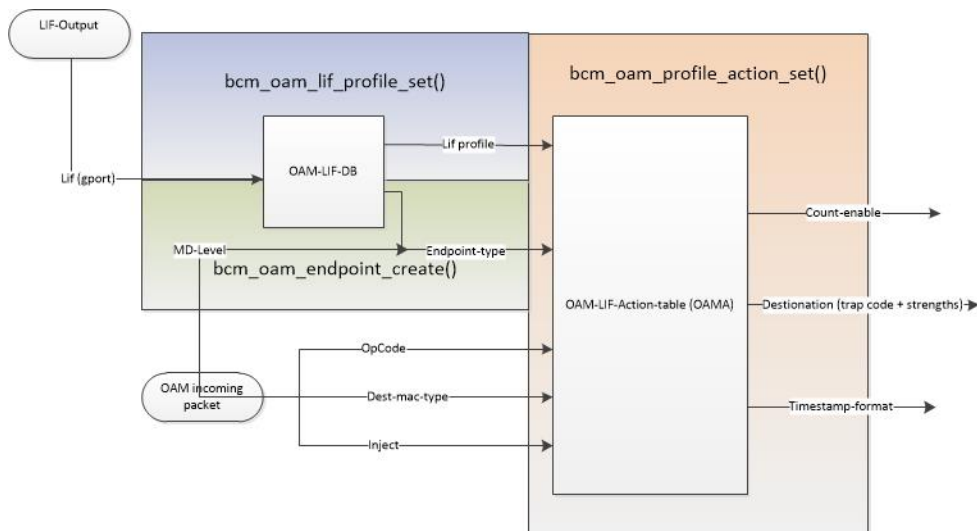 LIF-Output
bcm_oam_lif_profile_set()
bcm_oam_profile_action_set()
OAM-LIF-DB
Lif profile
Lif (gport)
Count-enable
MD-Level
Endpoint-type
bcm_oam_endpoint_create()
OAM-LIF-Action-table (OAMA)
Destionation (trap code + strengths)
OpCode
OAM incoming
packet
Dest-mac-type
Timestamp-format
Inject